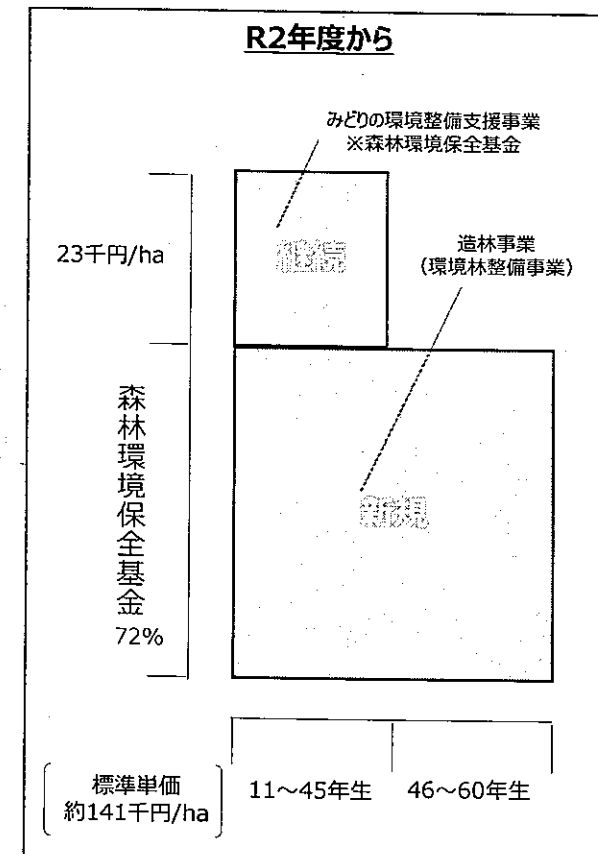 R2年度から
みどりの環境整備支援事業
※森林環境保全基金
23千円/ha
継続
造林事業
(環境林整備事業)
森林環境保全基金
72%
新規
標準単価
約141千円/ha
11～45年生
46～60年生